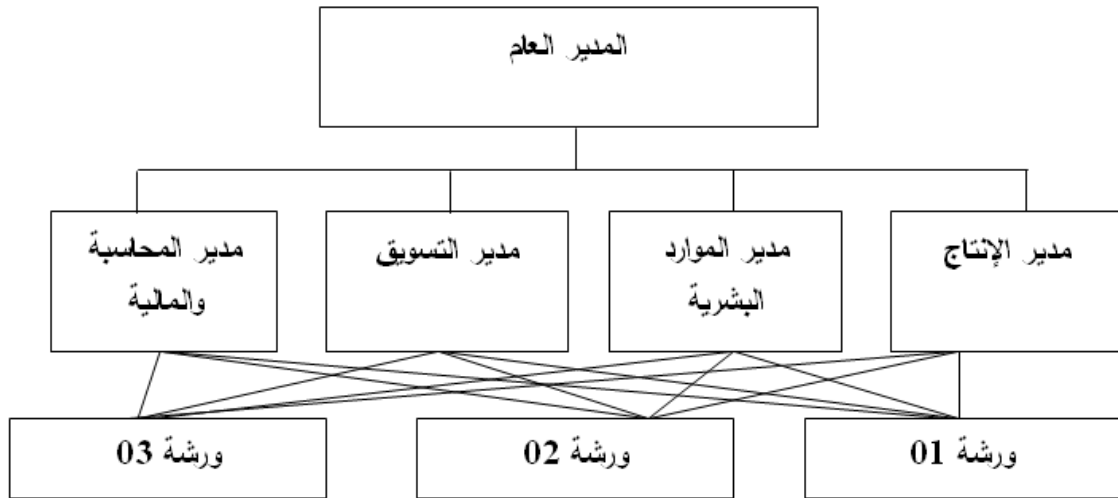 المدير العام
مدير الإنتاج
مدير الموارد
البشرية
مدير التسويق
مدير المحاسبة
والمالية
ورشة 01
ورشة 02
ورشة 03